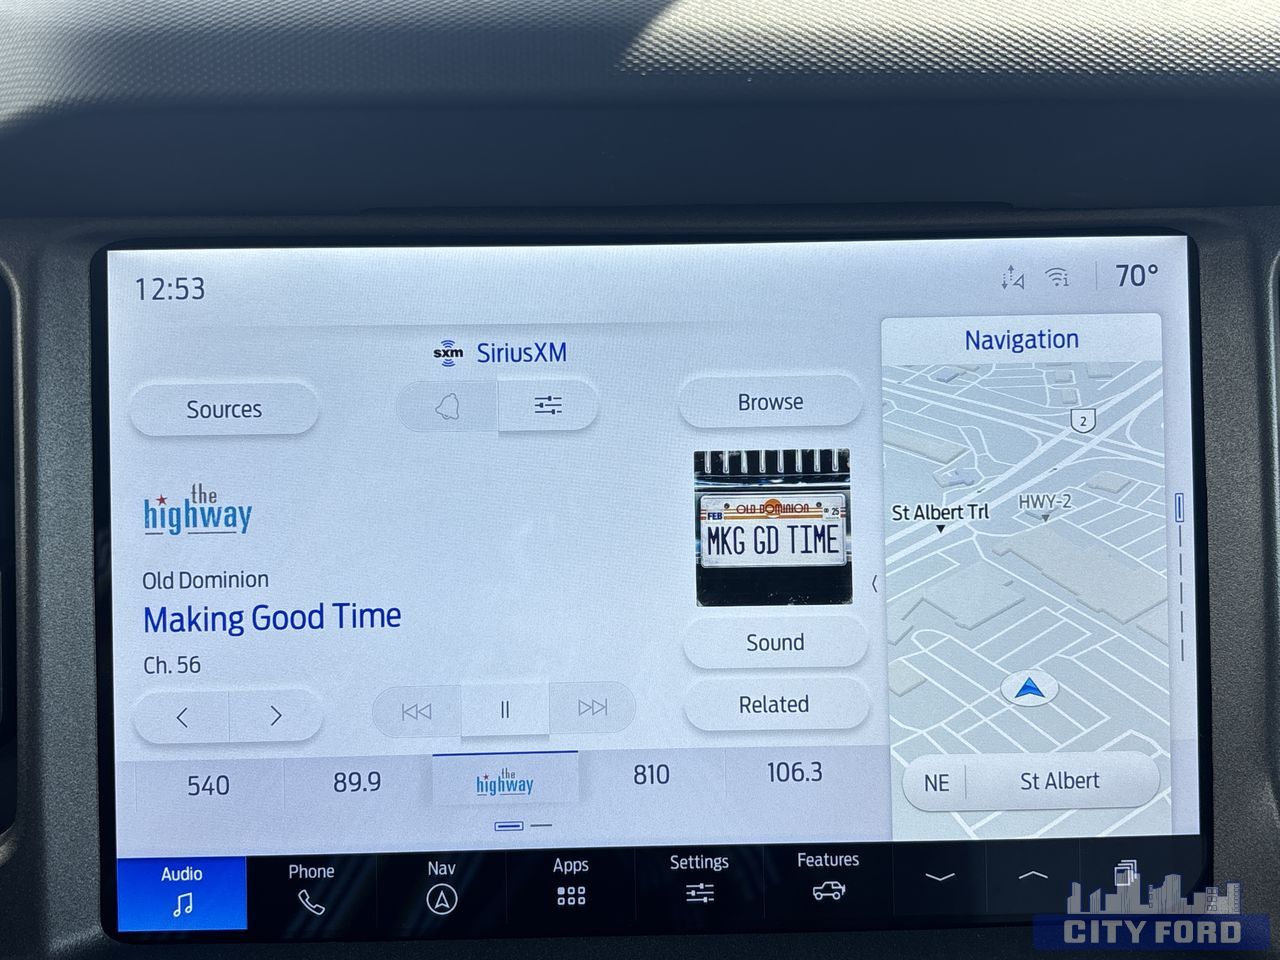 12:53
70°
sxm SiriusXM
Navigation
Sources
Browse
2
the
highway
FEB OLD DOMINION 25
MKG GD TIME
St Albert Trl
HWY-2
Old Dominion
Making Good Time
Ch. 56
Sound
Related
540
89.9
the
highway
810
106.3
NE
St Albert
Audio
Phone
Nav
Apps
Settings
Features
CITY FORD